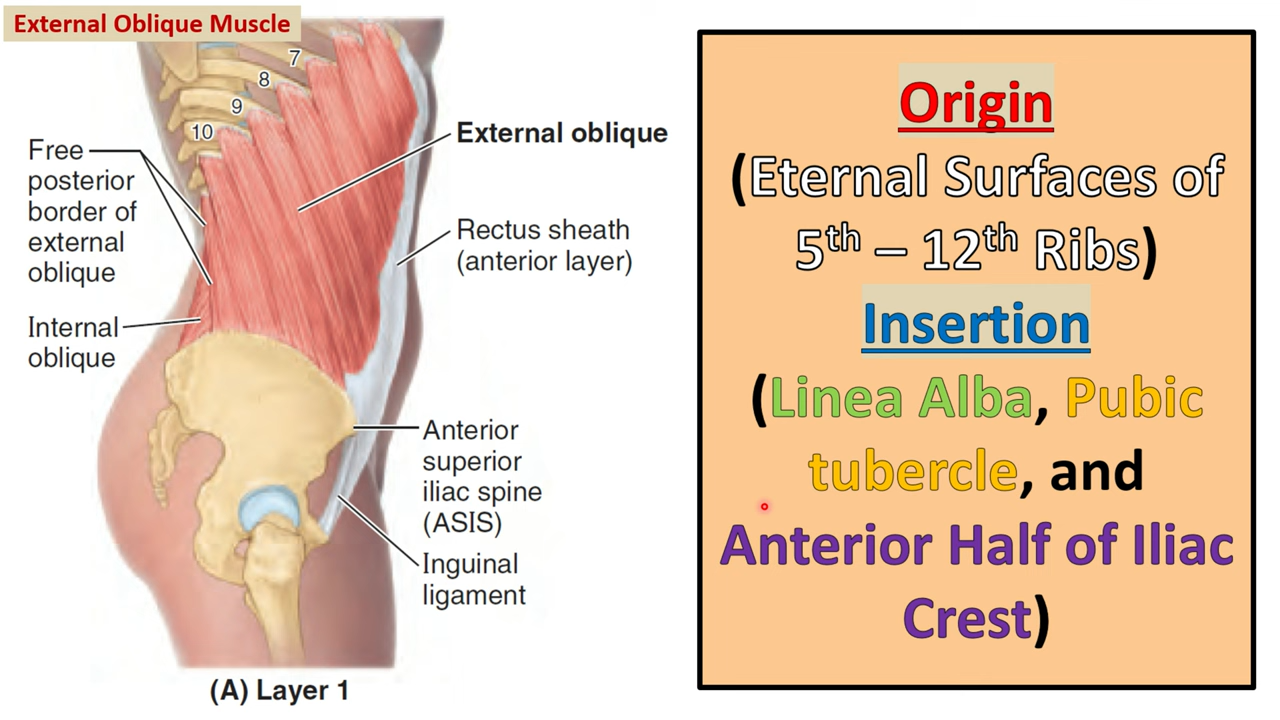 External Oblique Muscle
7
8
9
10
Free
posterior
border of
external
oblique
Internal
oblique
External oblique
Rectus sheath
(anterior layer)
Anterior
superior
iliac spine
(ASIS)
Inguinal
ligament
(A) Layer 1
Origin
(Eternal Surfaces of
5th – 12th Ribs)
Insertion
(Linea Alba, Pubic
tubercle, and
Anterior Half of Iliac
Crest)